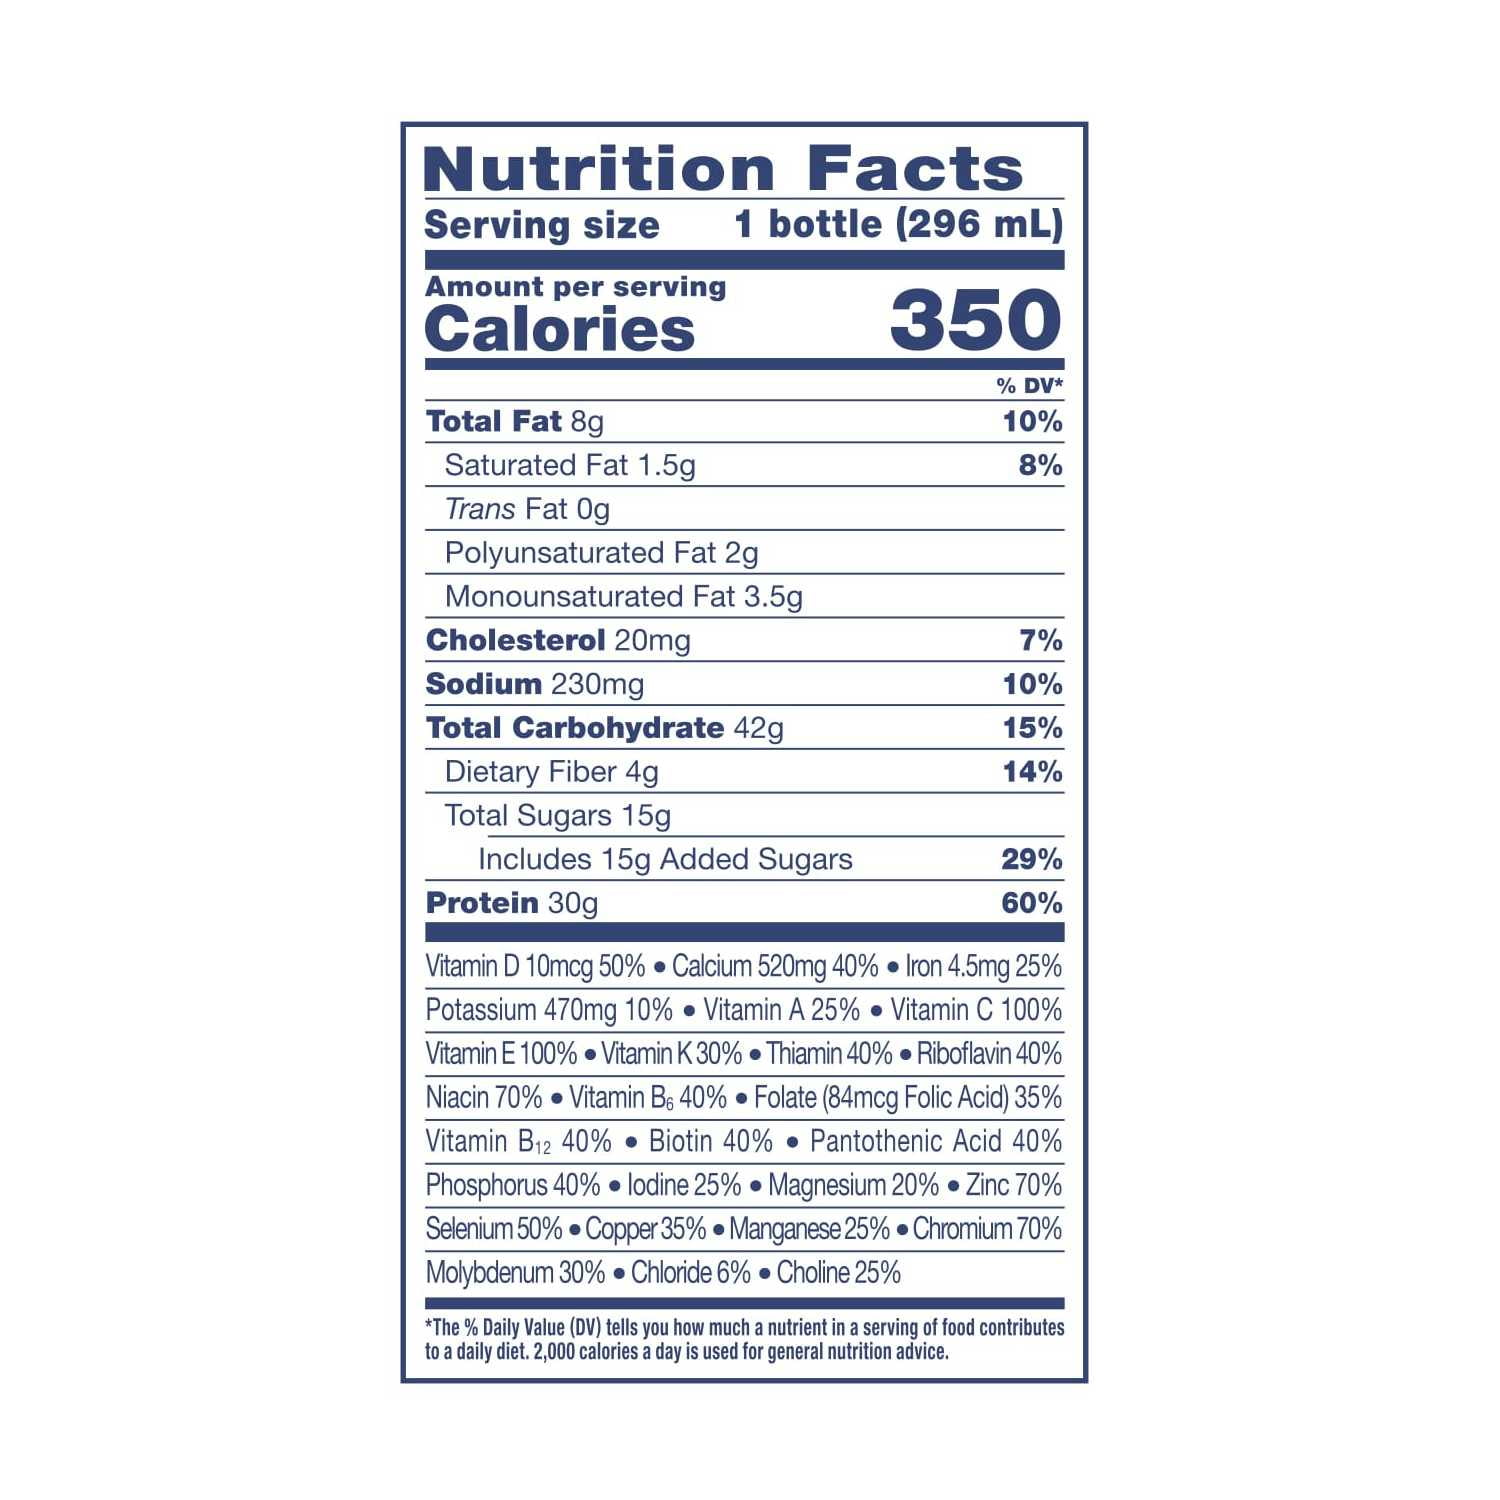 Nutrition Facts
Serving size 1 bottle (296 mL)
Amount per serving
Calories 350
% DV*
Total Fat 8g 10%
Saturated Fat 1.5g 8%
Trans Fat 0g
Polyunsaturated Fat 2g
Monounsaturated Fat 3.5g
Cholesterol 20mg 7%
Sodium 230mg 10%
Total Carbohydrate 42g 15%
Dietary Fiber 4g 14%
Total Sugars 15g
Includes 15g Added Sugars 29%
Protein 30g 60%
Vitamin D 10mcg 50% • Calcium 520mg 40% • Iron 4.5mg 25%
Potassium 470mg 10% • Vitamin A 25% • Vitamin C 100%
Vitamin E 100% • Vitamin K 30% • Thiamin 40% • Riboflavin 40%
Niacin 70% • Vitamin B₆ 40% • Folate (84mcg Folic Acid) 35%
Vitamin B₁₂ 40% • Biotin 40% • Pantothenic Acid 40%
Phosphorus 40% • Iodine 25% • Magnesium 20% • Zinc 70%
Selenium 50% • Copper 35% • Manganese 25% • Chromium 70%
Molybdenum 30% • Chloride 6% • Choline 25%
*The % Daily Value (DV) tells you how much a nutrient in a serving of food contributes
to a daily diet. 2,000 calories a day is used for general nutrition advice.